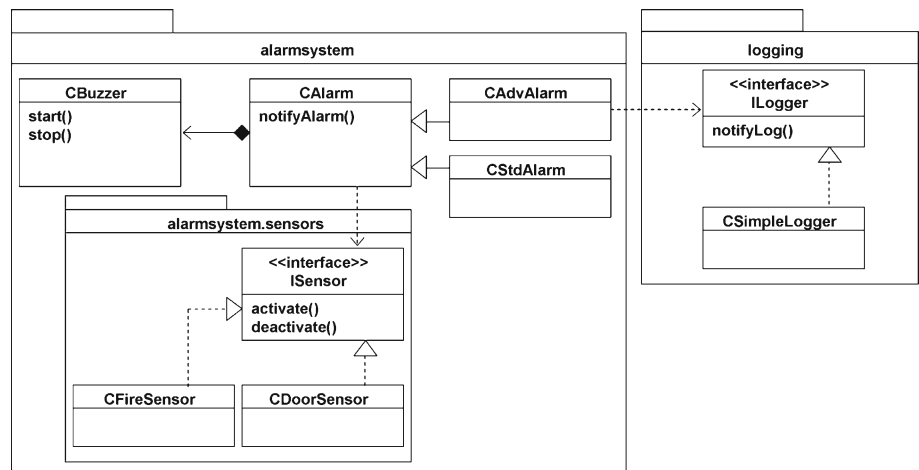 alarmsystem
CBuzzer
start()
stop()
CAlarm
notifyAlarm()
CAdvAlarm
CStdAlarm
alarmsystem.sensors
<<interface>>
ISensor
activate()
deactivate()
CFireSensor
CDoorSensor
logging
<<interface>>
ILogger
notifyLog()
CSimpleLogger